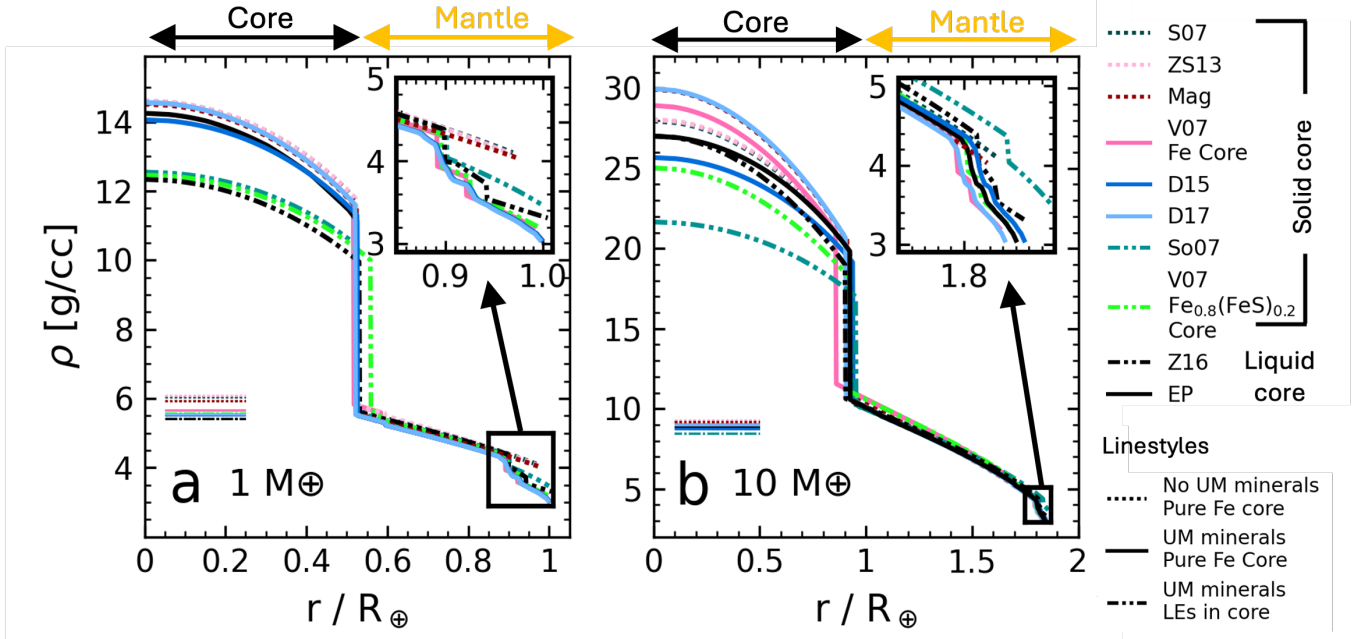 Core Mantle
Core Mantle
ρ [g/cc]
14
12
10
8
6
4
5
4
3
0.9 1.0
a 1 M⊕
0 0.2 0.4 0.6 0.8 1
r / R⊕
30
25
20
15
10
5
5
4
3
1.8
b 10 M⊕
0 0.5 1 1.5 2
r / R⊕
S07
ZS13
Mag
V07
Fe Core
D15
D17
So07
V07
Fe0.8(FeS)0.2
Core
Z16
EP
Solid core
Liquid
core
Linestyles
No UM minerals
Pure Fe core
UM minerals
Pure Fe Core
UM minerals
LEs in core